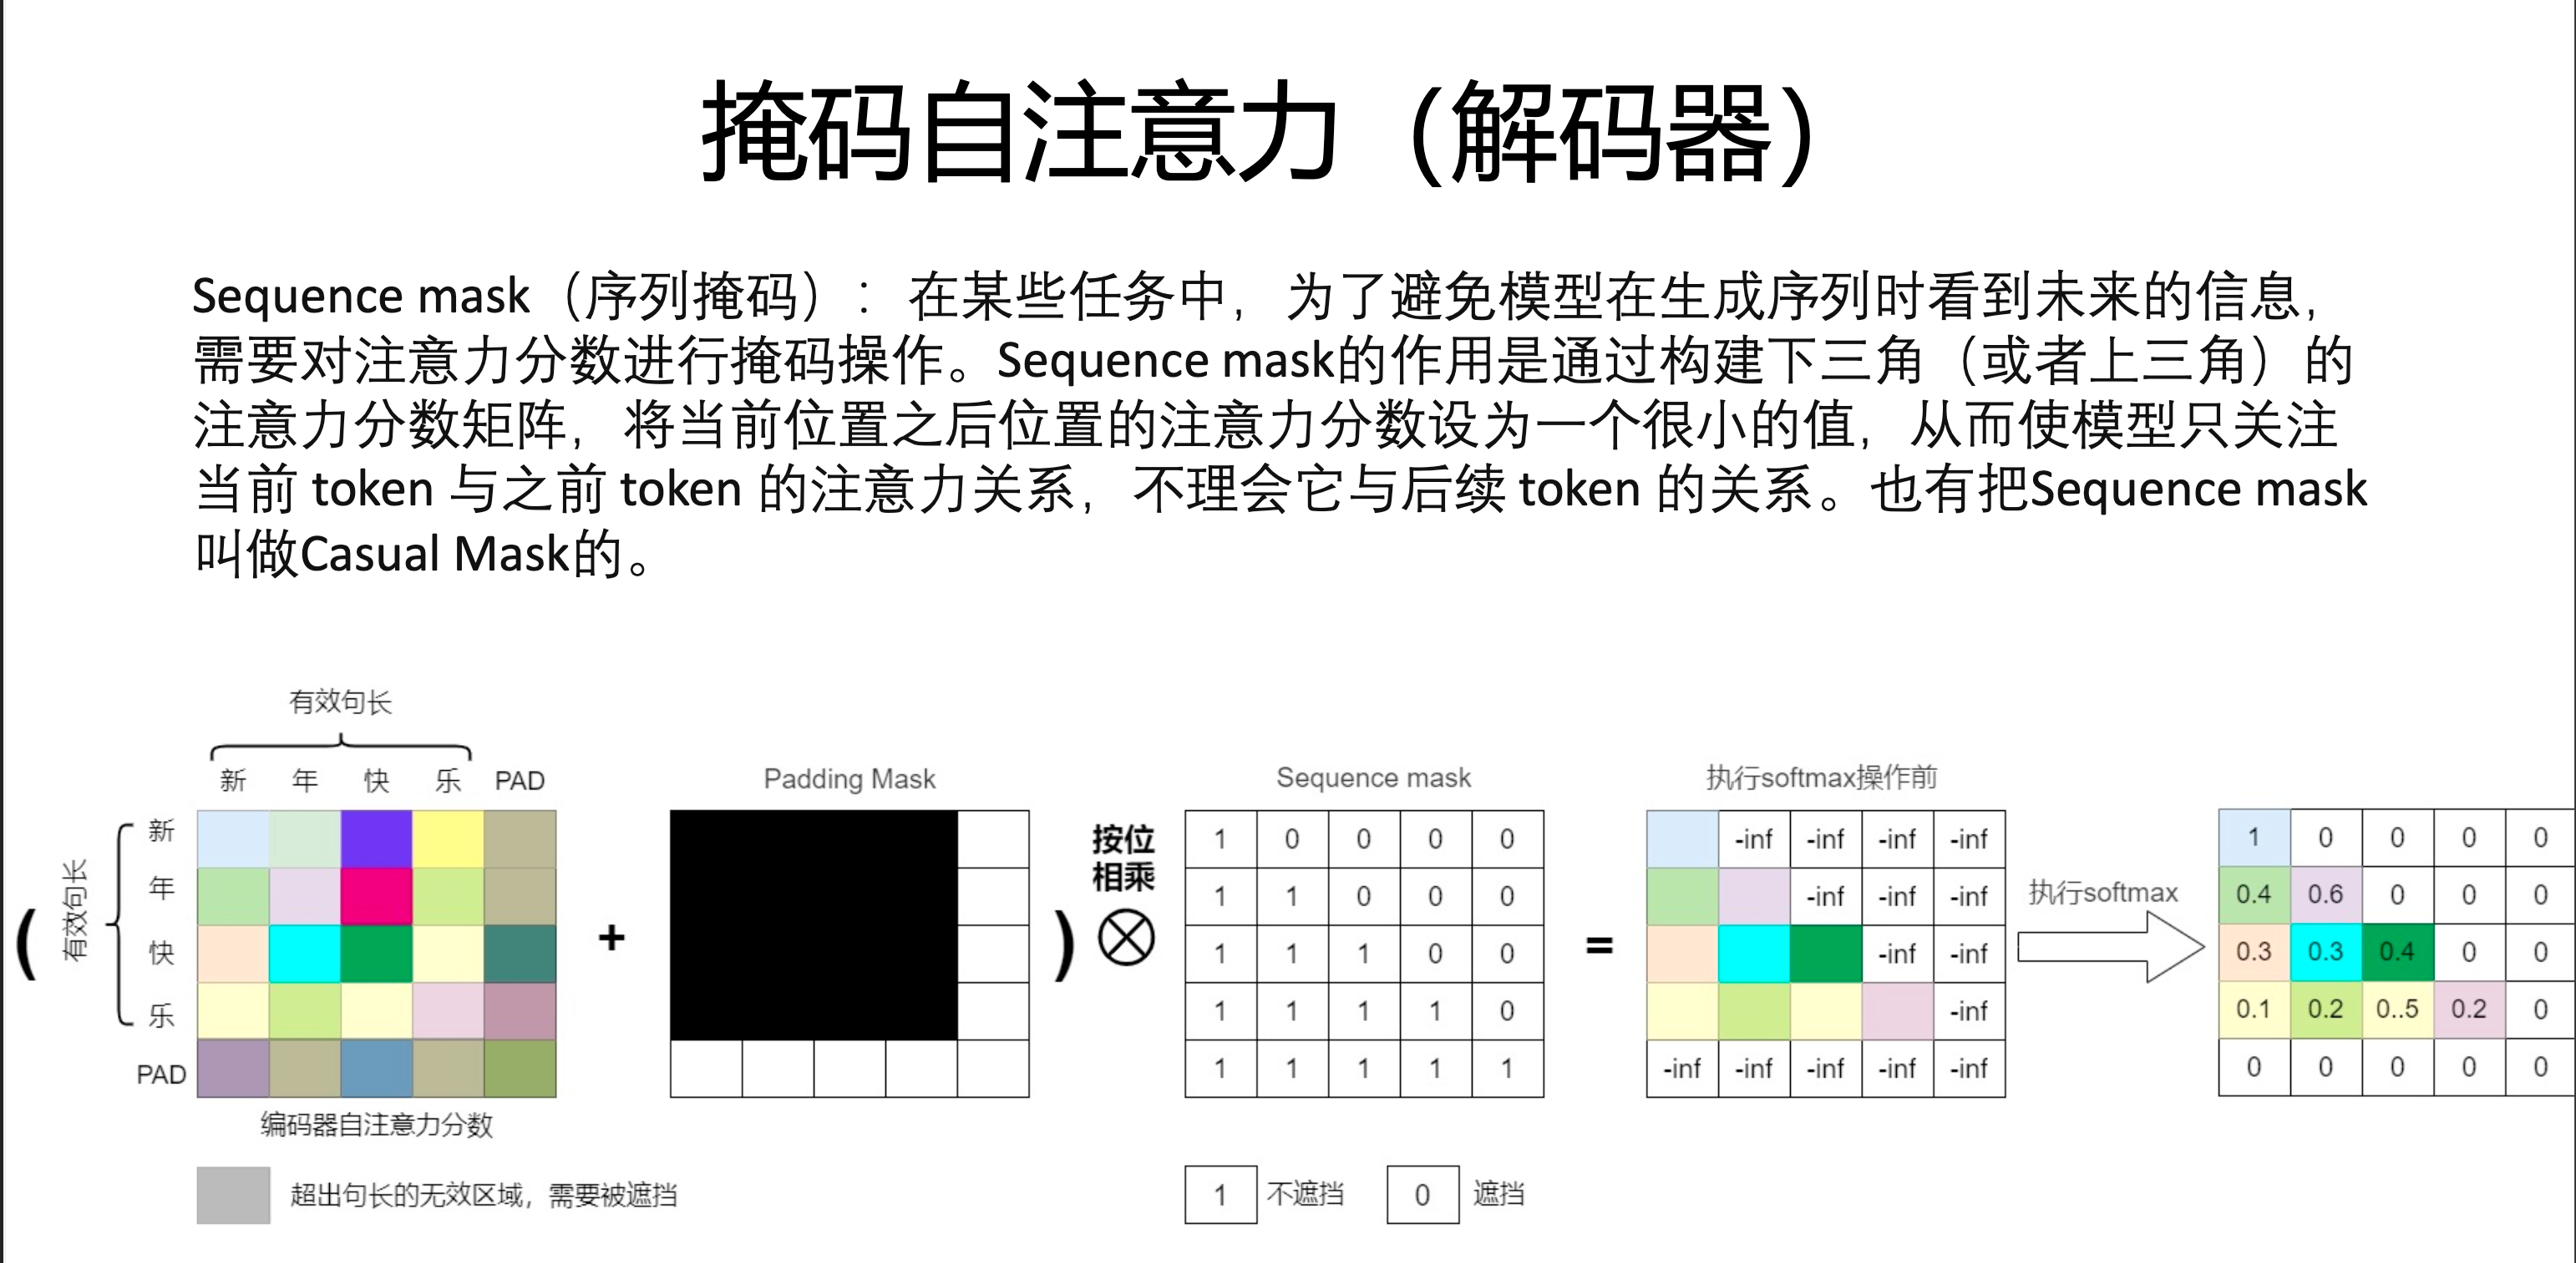 掩码自注意力（解码器）
Sequence mask（序列掩码）：在某些任务中，为了避免模型在生成序列时看到未来的信息，
需要对注意力分数进行掩码操作。Sequence mask的作用是通过构建下三角（或者上三角）的
注意力分数矩阵，将当前位置之后位置的注意力分数设为一个很小的值，从而使模型只关注
当前 token 与之前 token 的注意力关系，不理会它与后续 token 的关系。也有把Sequence mask
叫做Casual Mask的。
有效句长
新 年 快 乐 PAD
有效句长
新
年
快
乐
PAD
编码器自注意力分数
超出句长的无效区域，需要被遮挡
(
+
Padding Mask
)
按位
相乘
Sequence mask
1 0 0 0 0
1 1 0 0 0
1 1 1 0 0
1 1 1 1 0
1 1 1 1 1
1 不遮挡 0 遮挡
=
执行softmax操作前
-inf -inf -inf -inf
-inf -inf -inf
-inf -inf
-inf
-inf -inf -inf -inf -inf
执行softmax
1 0 0 0 0
0.4 0.6 0 0 0
0.3 0.3 0.4 0 0
0.1 0.2 0..5 0.2 0
0 0 0 0 0